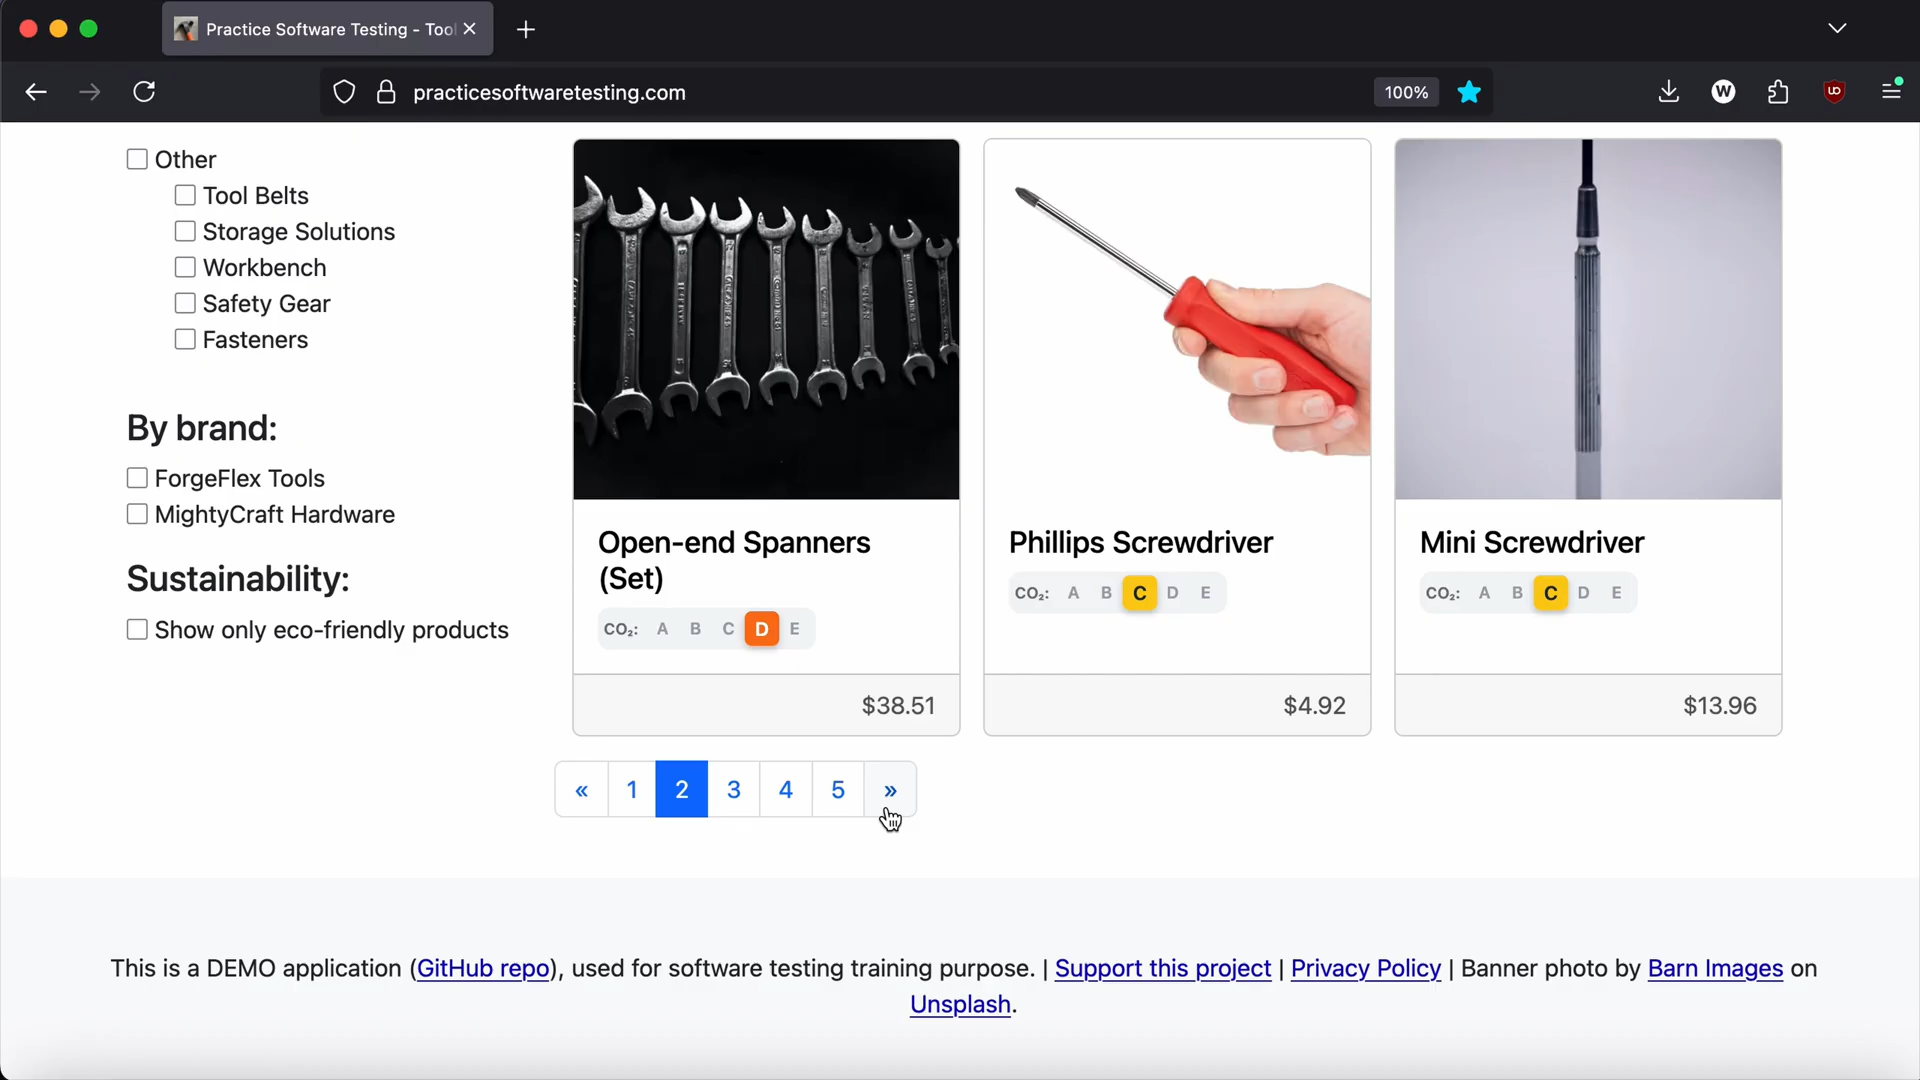 Practice Software Testing - Tool
practicesoftwaretesting.com
100%
W
UD
Other
Tool Belts
Storage Solutions
Workbench
Safety Gear
Fasteners
By brand:
ForgeFlex Tools
MightyCraft Hardware
Sustainability:
Show only eco-friendly products
Open-end Spanners
(Set)
CO₂: A B C D E
$38.51
Phillips Screwdriver
CO₂: A B C D E
$4.92
Mini Screwdriver
CO₂: A B C D E
$13.96
« 1 2 3 4 5 »
This is a DEMO application (GitHub repo), used for software testing training purpose. | Support this project | Privacy Policy | Banner photo by Barn Images on
Unsplash.